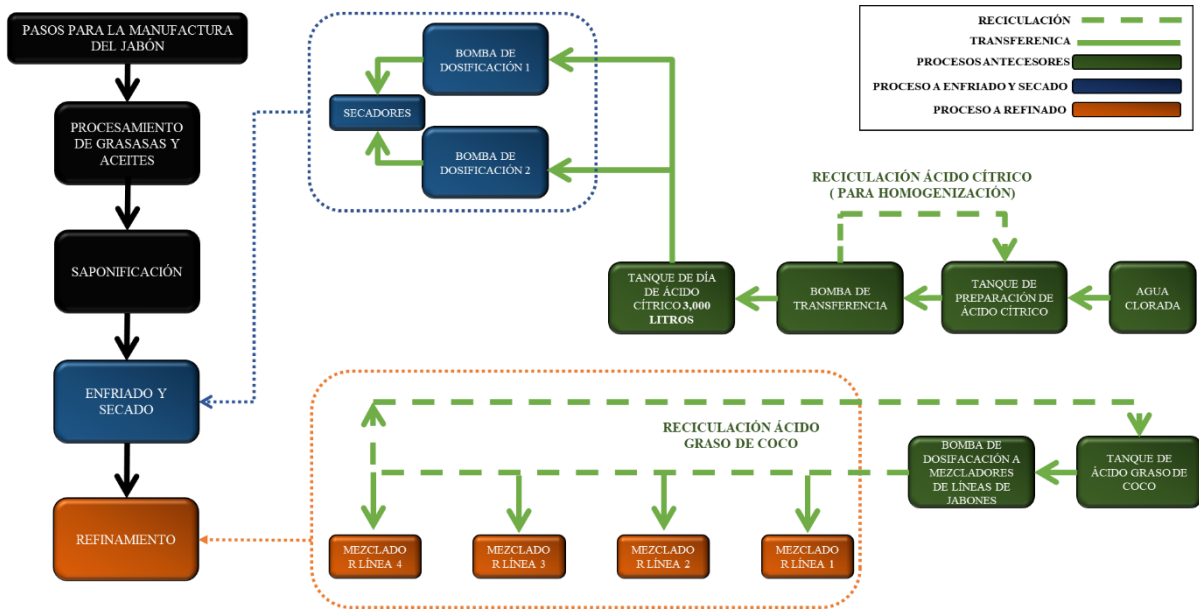 PASOS PARA LA MANUFACTURA
DEL JABÓN
PROCESAMIENTO
DE GRASASAS Y
ACEITES
SAPONIFICACIÓN
ENFRIADO Y
SECADO
REFINAMIENTO
BOMBA DE
DOSIFICACIÓN 1
SECADORES
BOMBA DE
DOSIFICACIÓN 2
RECICULACIÓN
TRANSFERENICA
PROCESOS ANTECESORES
PROCESO A ENFRIADO Y SECADO
PROCESO A REFINADO
RECICULACIÓN ÁCIDO CÍTRICO
( PARA HOMOGENIZACIÓN)
TANQUE DE DÍA
DE ÁCIDO
CÍTRICO.3,000
LITROS
BOMBA DE
TRANSFERENCIA
TANQUE DE
PREPARACIÓN DE
ÁCIDO CÍTRICO
AGUA
CLORADA
RECICULACIÓN ÁCIDO
GRASO DE COCO
BOMBA DE
DOSIFACACIÓN A
MEZCLADORES
DE LÍNEAS DE
JABONES
TANQUE DE
ÁCIDO GRASO DE
COCO
MEZCLADO
R LÍNEA 4
MEZCLADO
R LÍNEA 3
MEZCLADO
R LÍNEA 2
MEZCLADO
R LÍNEA 1